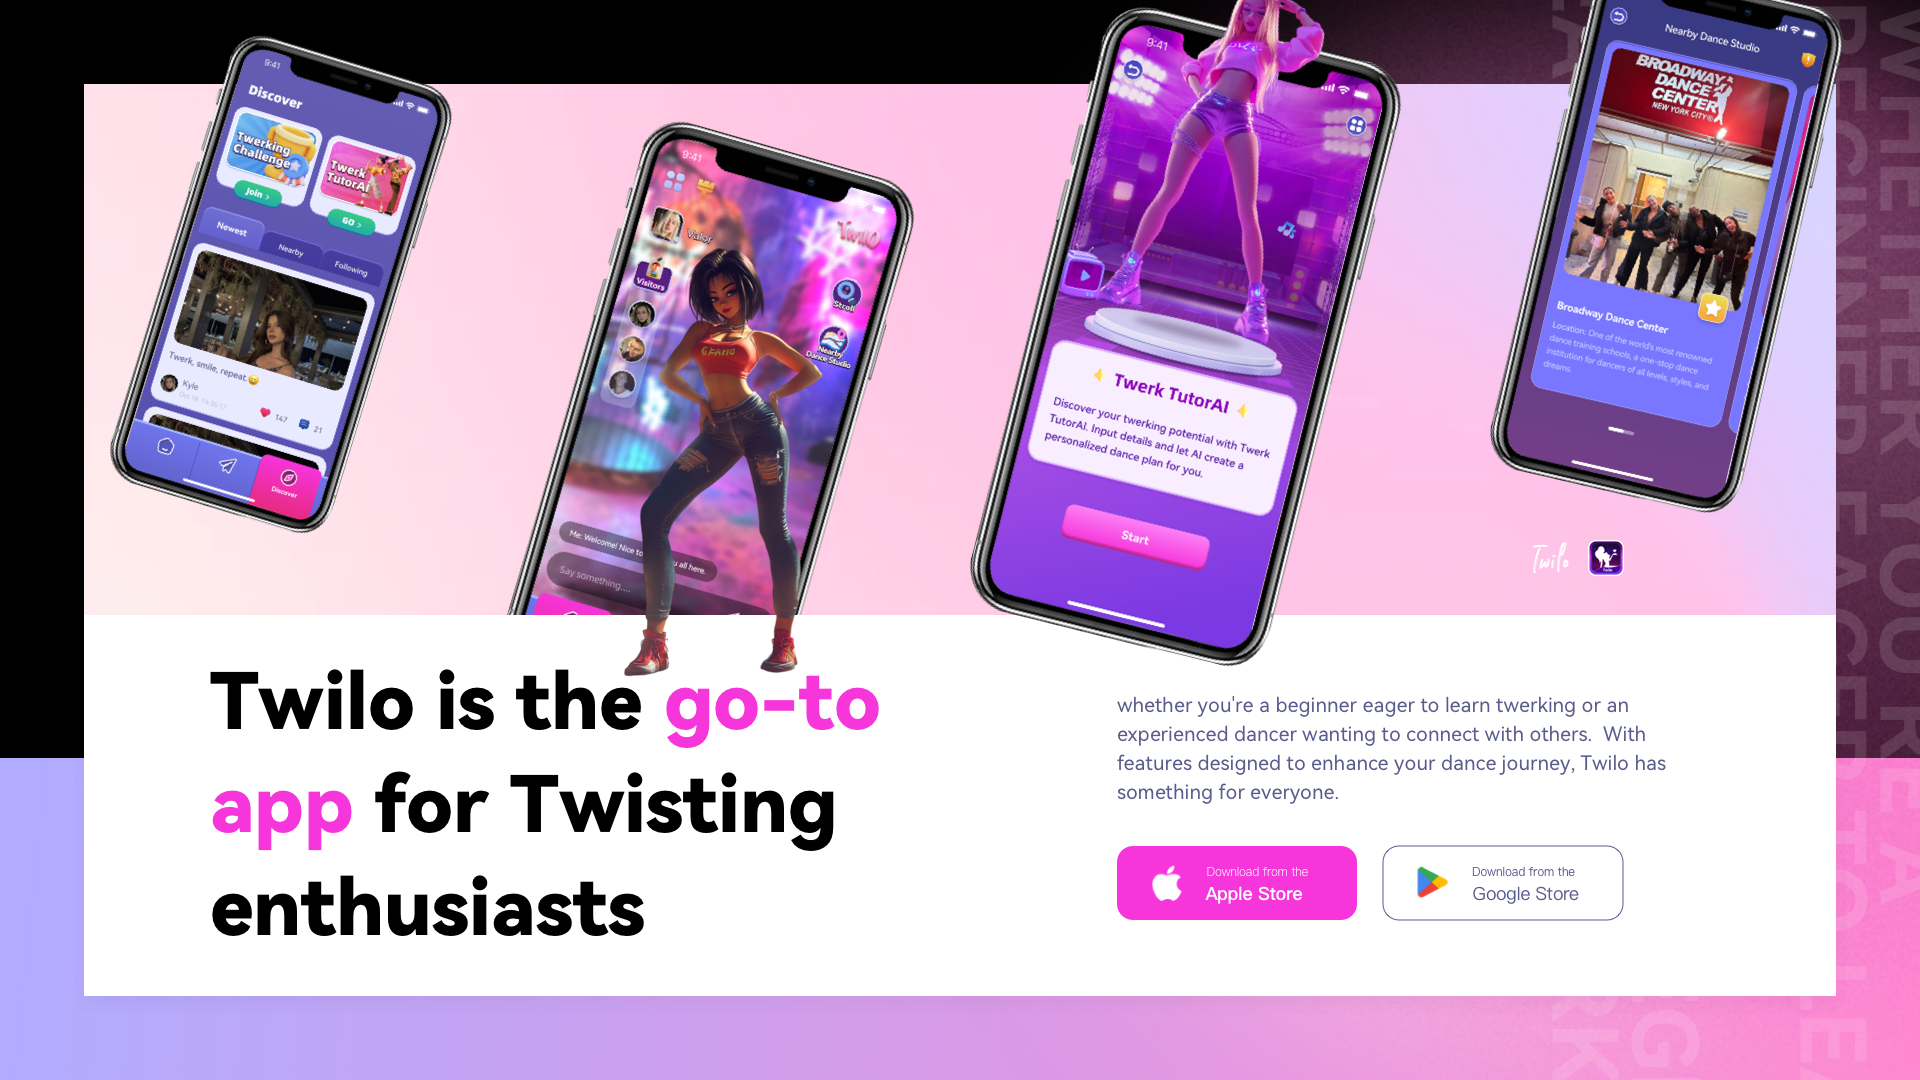 9:41
Discover
Twerking
Challenge
Join >
Twerk
TutorAi
GO >
Newest
Nearby
Following
Twerk, smile, repeat.
Kyle
Oct 18
147
21
Discover
9:41
Valor
Twilo
Visitors
Stroll
Nearby
Dance Studio
Me: Welcome! Nice to
u all here.
Say something....
9:41
Twerk TutorAI
Discover your twerking potential with Twerk
TutorAI. Input details and let AI create a
personalized dance plan for you.
Start
Nearby Dance Studio
BROADWAY
DANCE
CENTER
NEW YORK CITY®
Broadway Dance Center
Location: One of the world's most renowned
dance training schools, a one-stop dance
institution for dancers of all levels, styles, and
dreams.
Twilo
Twilo is the go-to
app for Twisting
enthusiasts
whether you're a beginner eager to learn twerking or an
experienced dancer wanting to connect with others.  With
features designed to enhance your dance journey, Twilo has
something for everyone.
Download from the
Apple Store
Download from the
Google Store